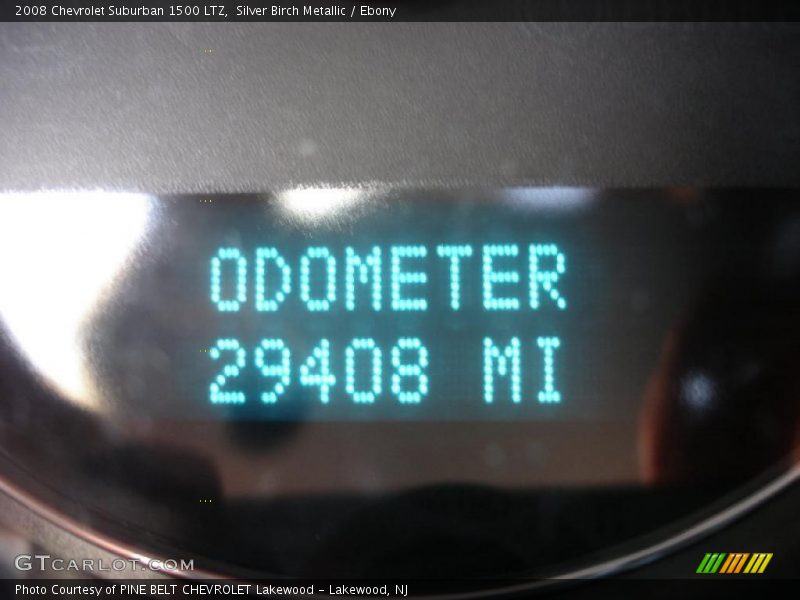 2008 Chevrolet Suburban 1500 LTZ,  Silver Birch Metallic / Ebony
ODOMETER
29408 MI
GTCARLOT.COM
Photo Courtesy of PINE BELT CHEVROLET Lakewood - Lakewood, NJ